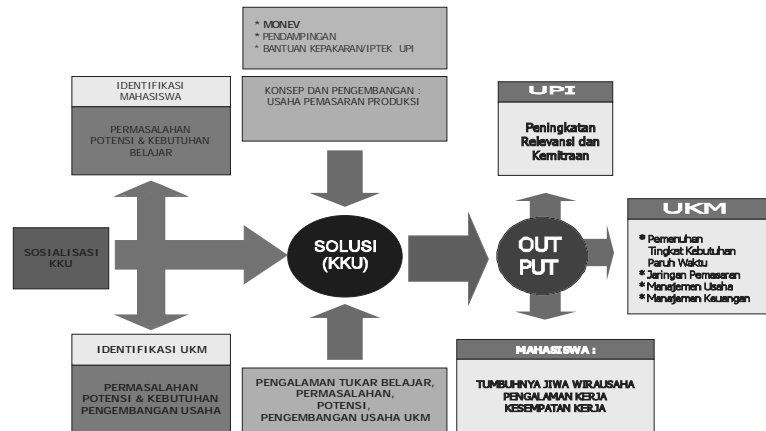 * MONEV
* PENDAMPINGAN
* BANTUAN KEPAKARAN/IPTEK UPI
IDENTIFIKASI
MAHASISWA
PERMASALAHAN
POTENSI & KEBUTUHAN
BELAJAR
KONSEP DAN PENGEMBANGAN :
USAHA PEMASARAN PRODUKSI
UPI
Peningkatan
Relevansi dan
Kemitraan
SOSIALISASI
KKU
SOLUSI
(KKU)
OUT
PUT
UKM
* Pemenuhan
Tingkat Kebutuhan
Paruh Waktu
* Jaringan Pemasaran
* Manajemen Usaha
* Manajemen Keuangan
IDENTIFIKASI UKM
PERMASALAHAN
POTENSI & KEBUTUHAN
PENGEMBANGAN USAHA
PENGALAMAN TUKAR BELAJAR,
PERMASALAHAN,
POTENSI,
PENGEMBANGAN USAHA UKM
MAHASISWA :
TUMBUHNYA JIWA WIRAUSAHA
PENGALAMAN KERJA
KESEMPATAN KERJA